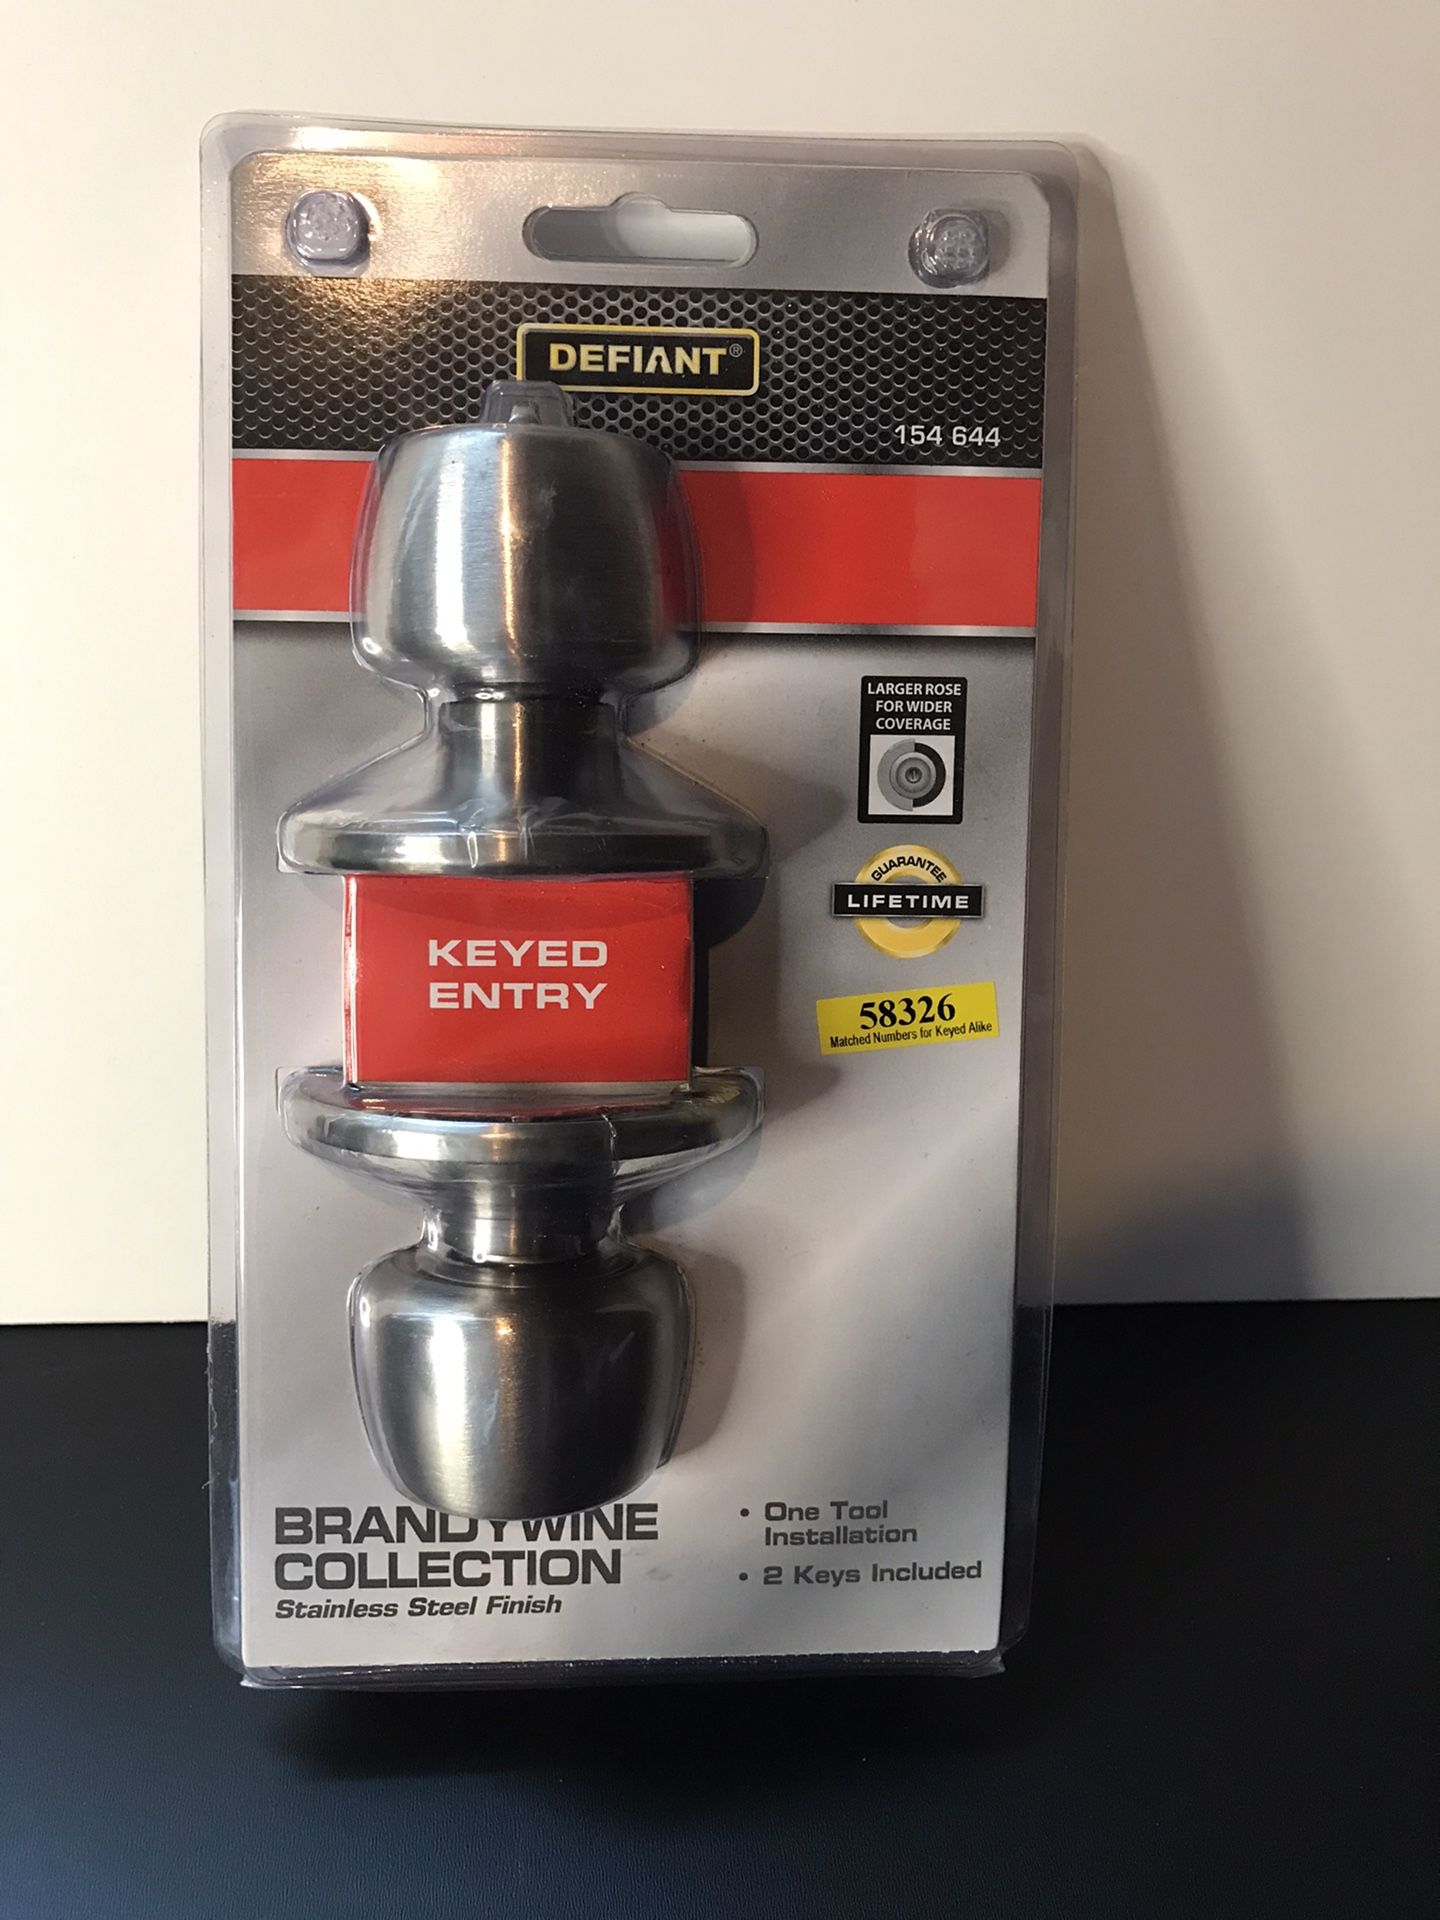 DEFIANT®
154 644
LARGER ROSE
FOR WIDER
COVERAGE
GUARANTEE
LIFETIME
KEYED
ENTRY
58326
Matched Numbers for Keyed Alike
BRANDYWINE
COLLECTION
Stainless Steel Finish
• One Tool
Installation
• 2 Keys Included